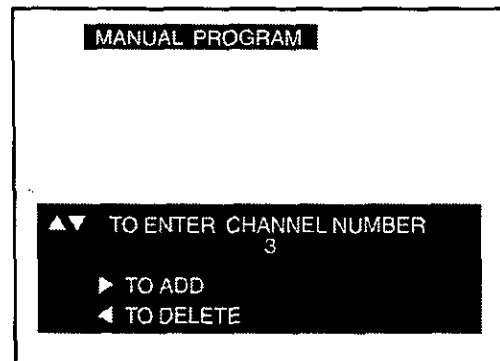 MANUAL PROGRAM
▲▼ TO ENTER CHANNEL NUMBER
3
▶ TO ADD
◀ TO DELETE